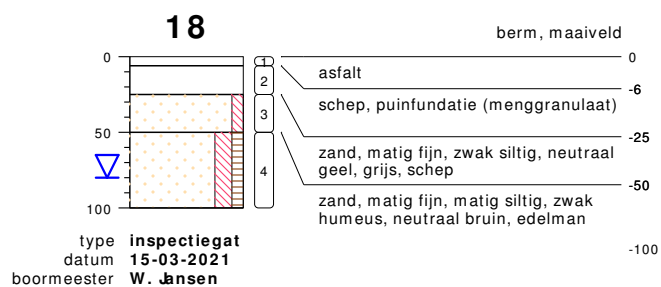 18
berm, maaiveld
0
1
0
asfalt
-6
2
schep, puinfundatie (menggranulaat)
-25
3
50
zand, matig fijn, zwak siltig, neutraal
geel, grijs, schep
-50
4
zand, matig fijn, matig siltig, zwak
humeus, neutraal bruin, edelman
100
-100
type inspectiegat
datum 15-03-2021
boormeester W. Jansen